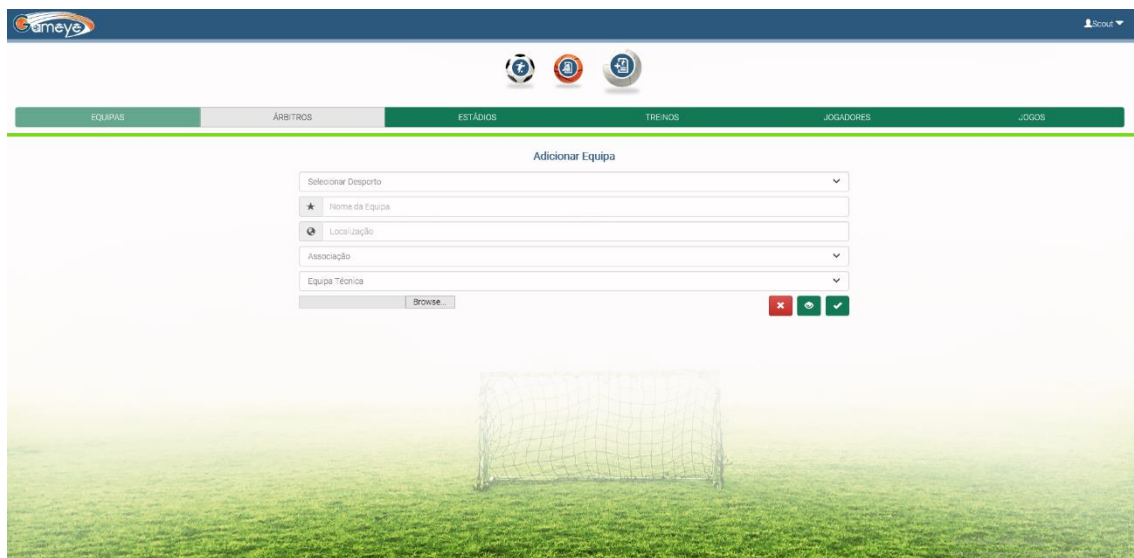 Gameye
Scout
EQUIPAS ÁRBITROS ESTÁDIOS TREINOS JOGADORES JOGOS
Adicionar Equipa
Selecionar Desporto
Nome da Equipa
Localização
Associação
Equipa Técnica
Browse...